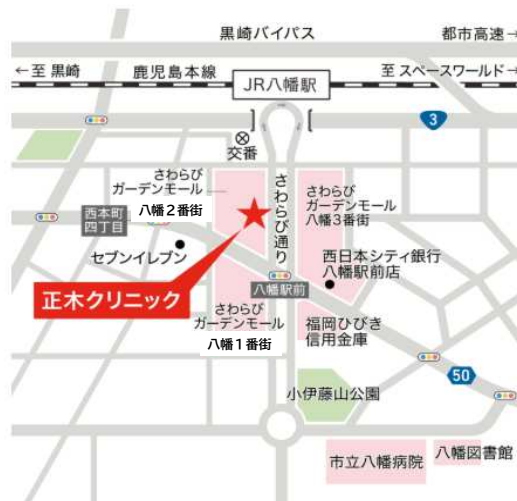 黒崎バイパス
都市高速→
←至 黒崎
鹿児島本線
JR八幡駅
至 スペースワールド→
3
交番
さわらび
ガーデンモール
八幡２番街
さわらび通り
さわらび
ガーデンモール
八幡3番街
西本町
四丁目
セブンイレブン
西日本シティ銀行
八幡駅前店
正木クリニック
八幡駅前
さわらび
ガーデンモール
八幡１番街
福岡ひびき
信用金庫
50
小伊藤山公園
市立八幡病院
八幡図書館